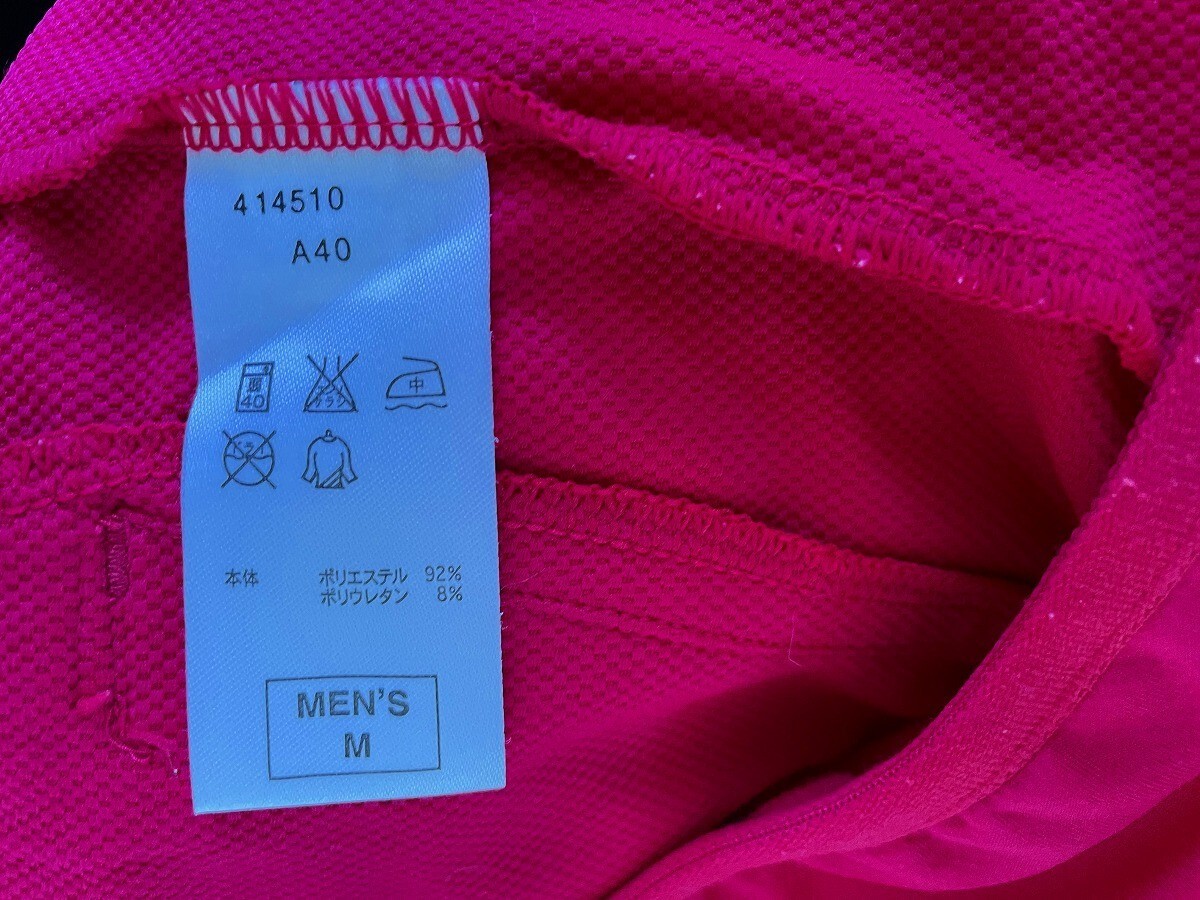 414510
A40
40
エンソ
サラシ
中
ドライ
本体 ポリエステル 92%
ポリウレタン 8%
MEN'S
M